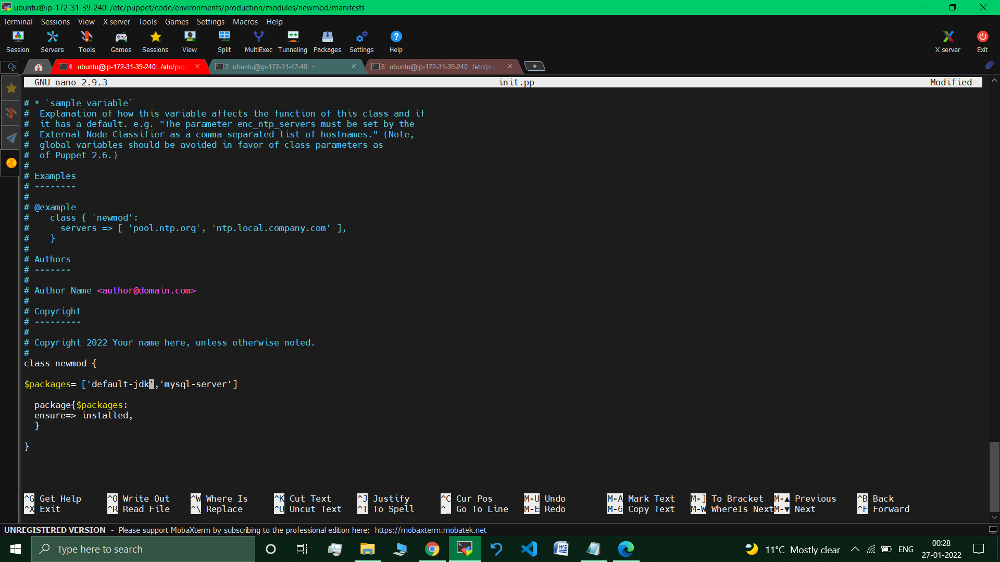 ubuntu@ip-172-31-39-240: /etc/puppet/code/environments/production/modules/newmod/manifests
Terminal Sessions View X server Tools Games Settings Macros Help
Session Servers Tools Games Sessions View Split MultiExec Tunneling Packages Settings Help X server Exit
4. ubuntu@ip-172-31-39-240: /etc/pupp 3. ubuntu@ip-172-31-47-48: ~ 6. ubuntu@ip-172-31-39-240: /etc/pu
GNU nano 2.9.3 init.pp Modified
# * `sample variable`
#  Explanation of how this variable affects the function of this class and if
#  it has a default. e.g. "The parameter enc_ntp_servers must be set by the
#  External Node Classifier as a comma separated list of hostnames." (Note,
#  global variables should be avoided in favor of class parameters as
#  of Puppet 2.6.)
#
# Examples
# --------
#
# @example
#    class { 'newmod':
#      servers => [ 'pool.ntp.org', 'ntp.local.company.com' ],
#    }
#
# Authors
# -------
#
# Author Name <author@domain.com>
#
# Copyright
# ---------
#
# Copyright 2022 Your name here, unless otherwise noted.
#
class newmod {
$packages= ['default-jdk','mysql-server']
package{$packages:
ensure=> installed,
}
}
^G Get Help ^O Write Out ^W Where Is ^K Cut Text ^J Justify ^C Cur Pos M-U Undo M-A Mark Text M-] To Bracket M-▲ Previous ^B Back
^X Exit ^R Read File ^\ Replace ^U Uncut Text ^T To Spell ^_ Go To Line M-E Redo M-6 Copy Text M-W WhereIs Next M-▼ Next ^F Forward
UNREGISTERED VERSION - Please support MobaXterm by subscribing to the professional edition here: https://mobaxterm.mobatek.net
Type here to search 11°C Mostly clear ENG 00:28
27-01-2022